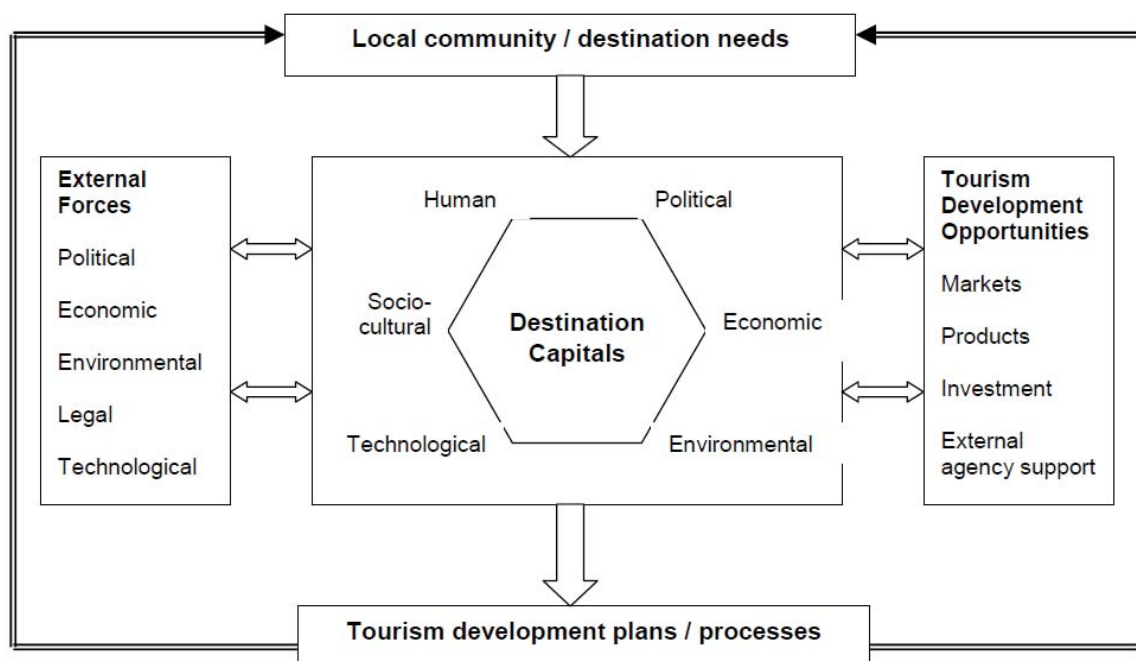 Local community / destination needs
External
Forces
Political
Economic
Environmental
Legal
Technological
Human
Political
Socio-
cultural
Destination
Capitals
Economic
Technological
Environmental
Tourism
Development
Opportunities
Markets
Products
Investment
External
agency support
Tourism development plans / processes